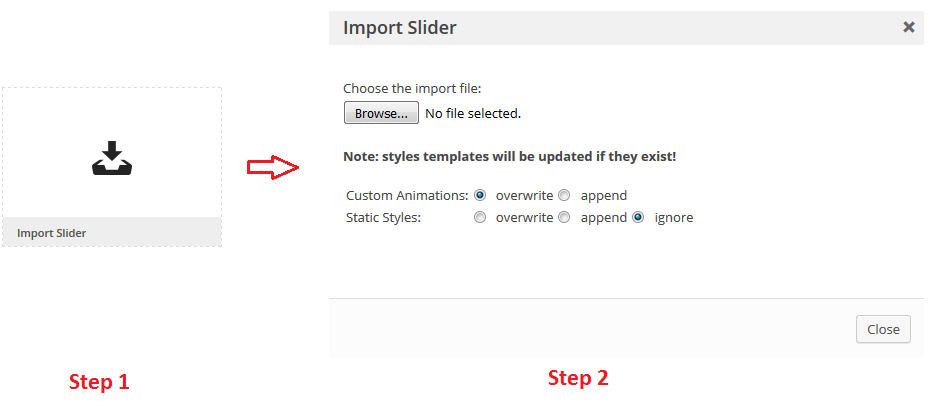 Import Slider
Step 1
Import Slider
Choose the import file:
Browse... No file selected.
Note: styles templates will be updated if they exist!
Custom Animations: overwrite append
Static Styles: overwrite append ignore
Close
Step 2